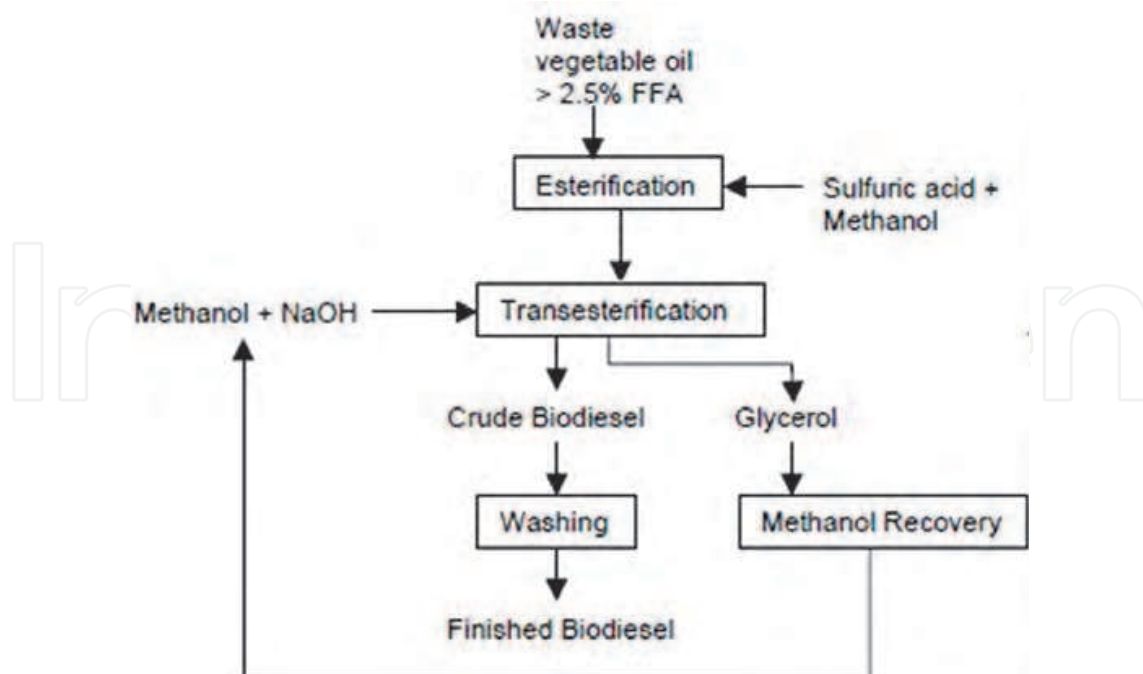 Waste
vegetable oil
> 2.5% FFA
Esterification
Sulfuric acid +
Methanol
Methanol + NaOH
Transesterification
Crude Biodiesel
Glycerol
Washing
Methanol Recovery
Finished Biodiesel